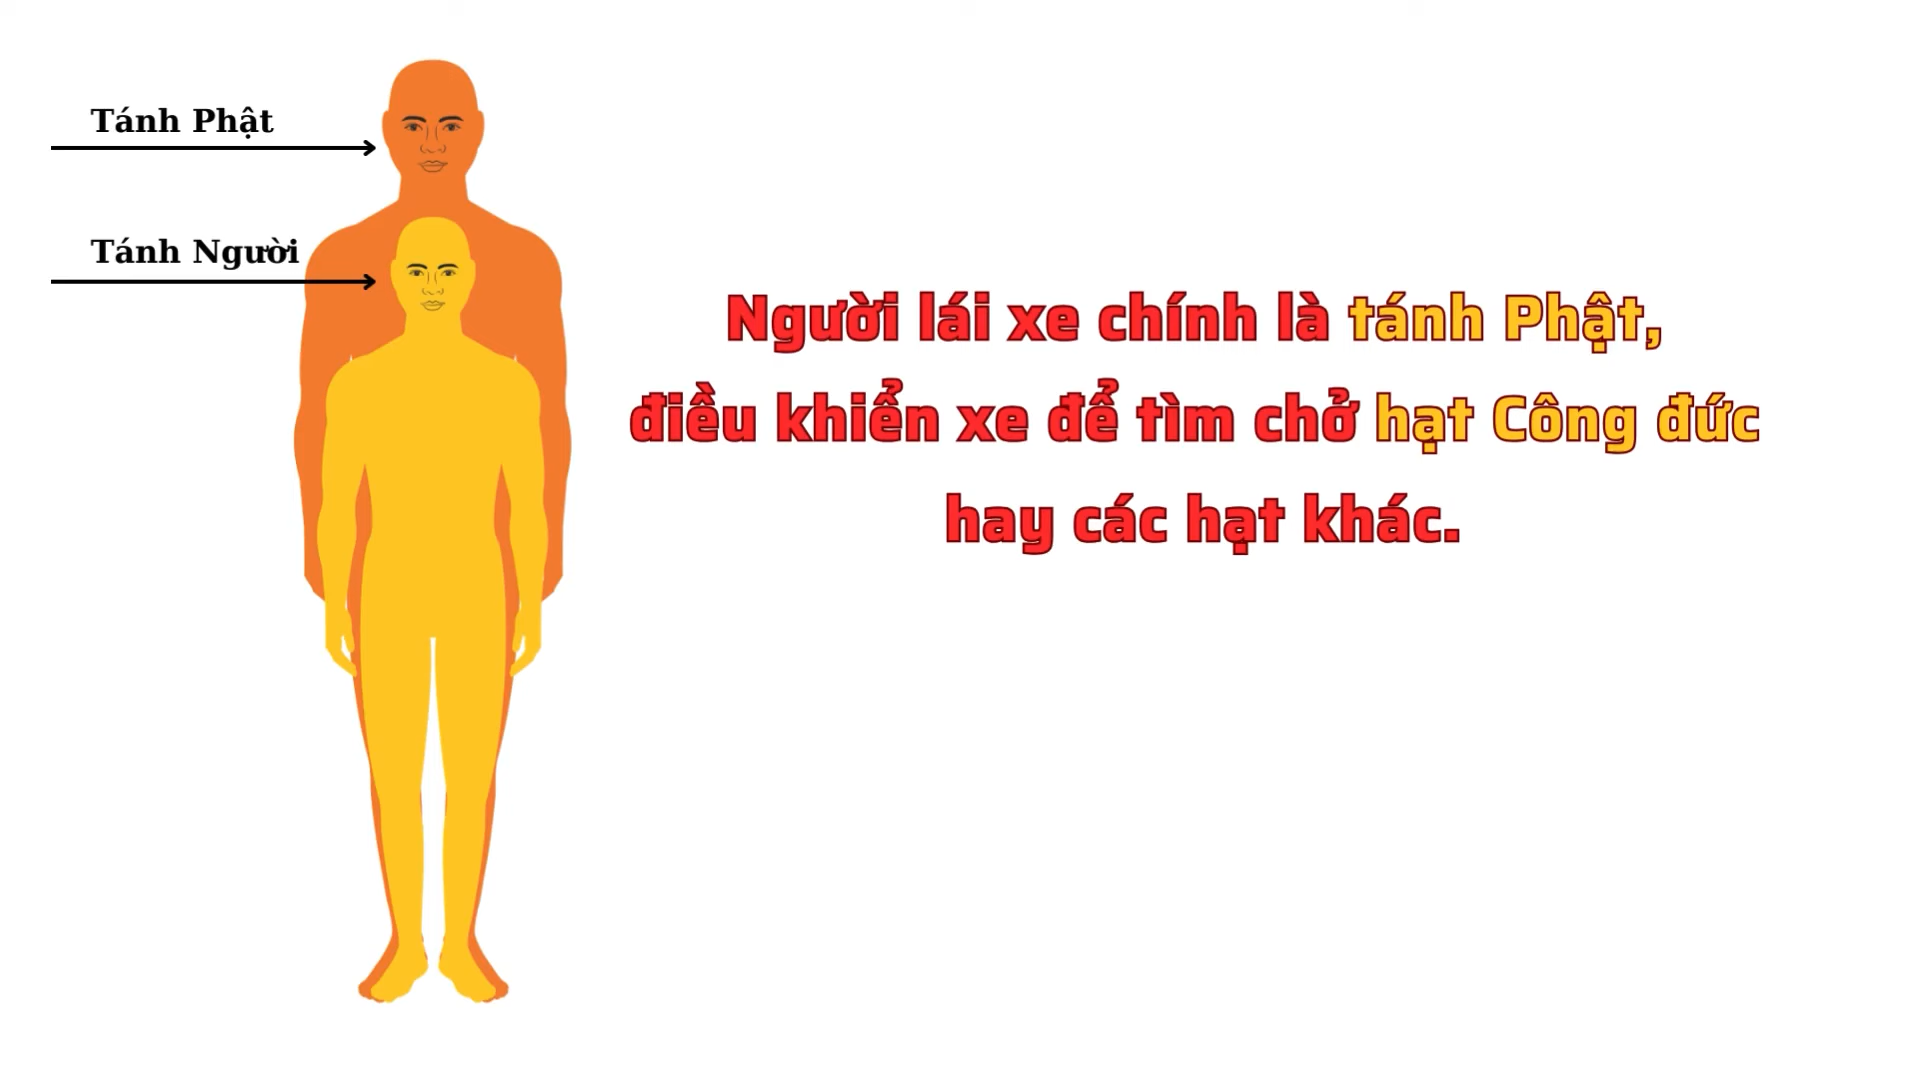 Tánh Phật
Tánh Người
Người lái xe chính là tánh Phật,
điều khiển xe để tìm chở hạt Công đức
hay các hạt khác.